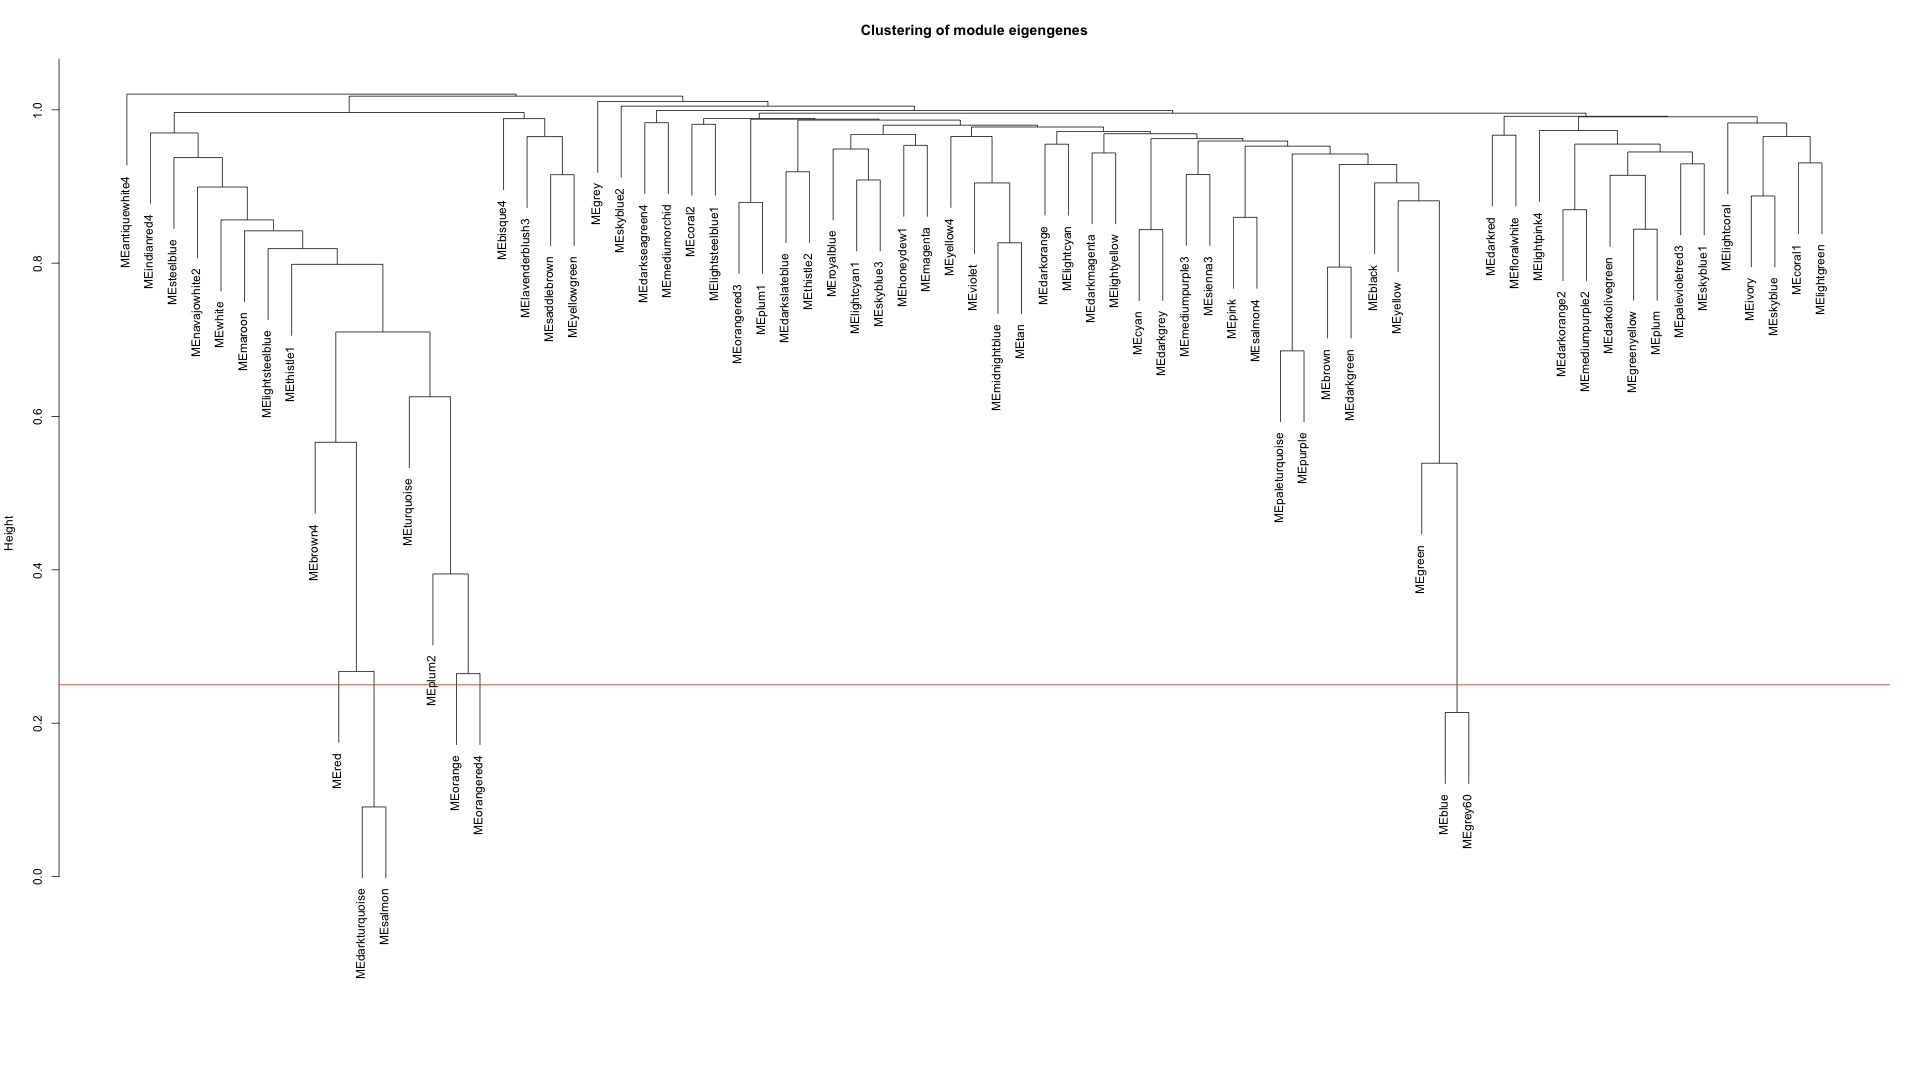 Clustering of module eigengenes
Height
1.0
0.8
0.6
0.4
0.2
0.0
MEantiquewhite4
MEindianred4
MEsteelblue
MEnavajowhite2
MEwhite
MEmaroon
MElightsteelblue
MEthistle1
MEbrown4
MEred
MEdarkturquoise
MEsalmon
MEturquoise
MEplum2
MEorange
MEorangered4
MEbisque4
MElavenderblush3
MEsaddlebrown
MEyellowgreen
MEgrey
MEskyblue2
MEdarkseagreen4
MEmediumorchid
MEcoral2
MElightsteelblue1
MEorangered3
MEplum1
MEdarkslateblue
MEthistle2
MEroyalblue
MElightcyan1
MEskyblue3
MEhoneydew1
MEmagenta
MEyellow4
MEviolet
MEmidnightblue
MEtan
MEdarkorange
MElightcyan
MEdarkmagenta
MElightyellow
MEcyan
MEdarkgrey
MEmediumpurple3
MEsienna3
MEpink
MEsalmon4
MEpaleturquoise
MEpurple
MEbrown
MEdarkgreen
MEblack
MEyellow
MEgreen
MEblue
MEgrey60
MEdarkred
MEfloralwhite
MElightpink4
MEdarkorange2
MEmediumpurple2
MEdarkolivegreen
MEgreenyellow
MEplum
MEpalevioletred3
MEskyblue1
MElightcoral
MEivory
MEskyblue
MEcoral1
MElightgreen